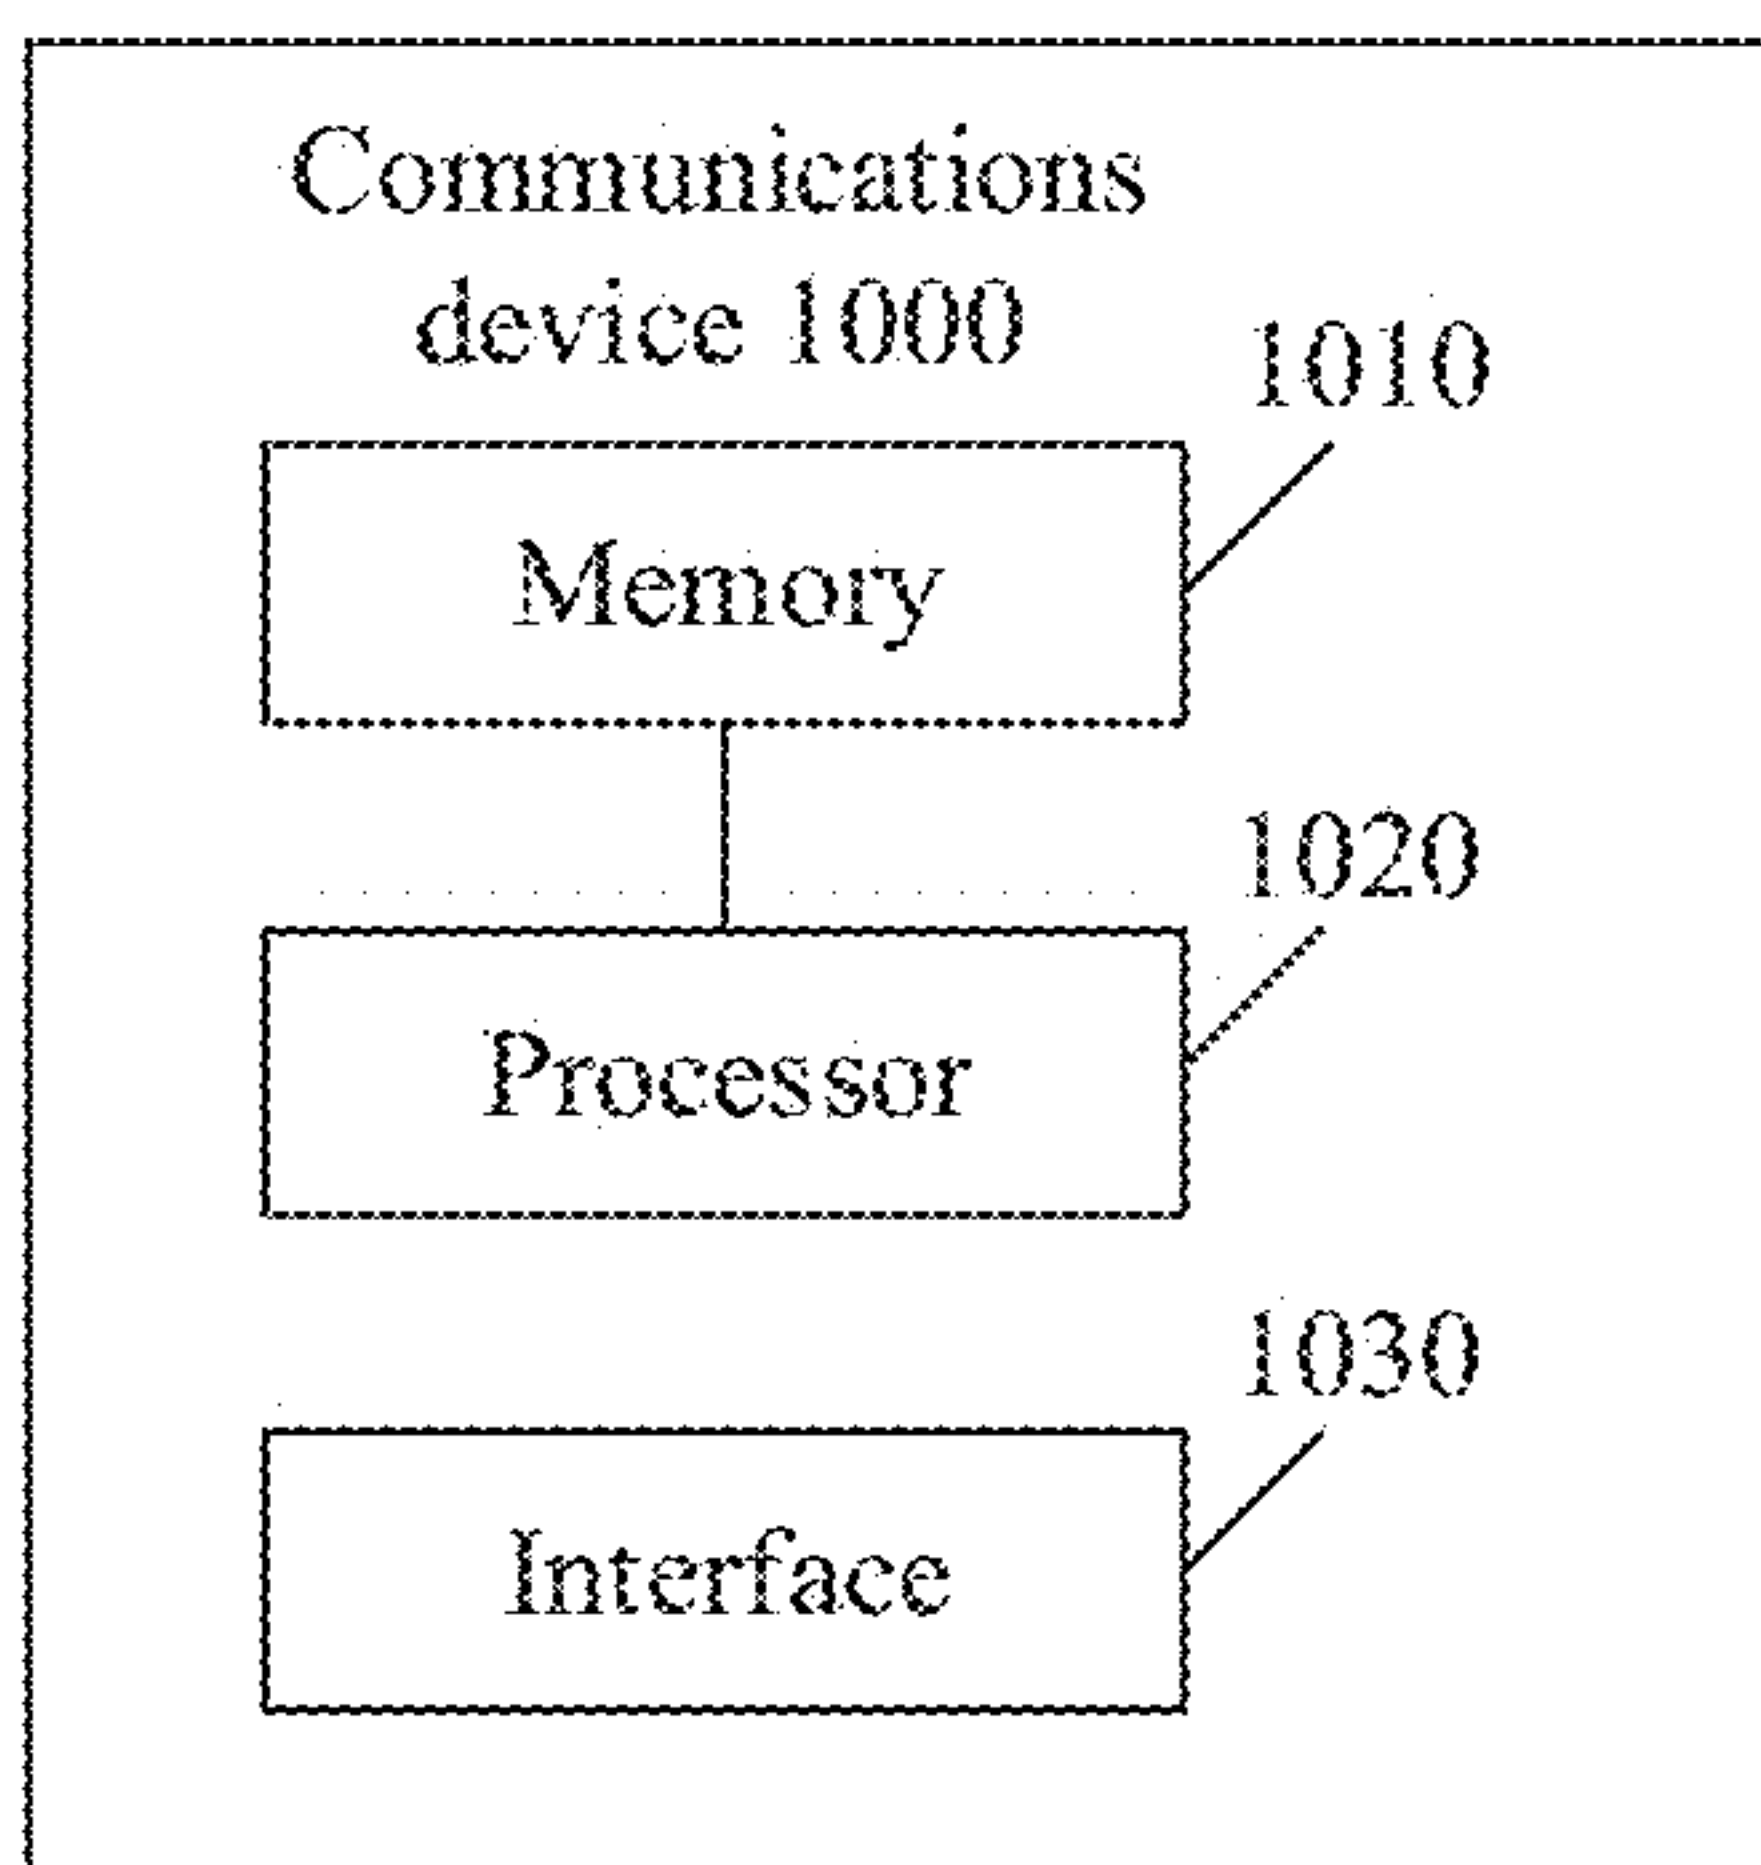 Communications
device 1000
1010
Memory
1020
Processor
1030
Interface